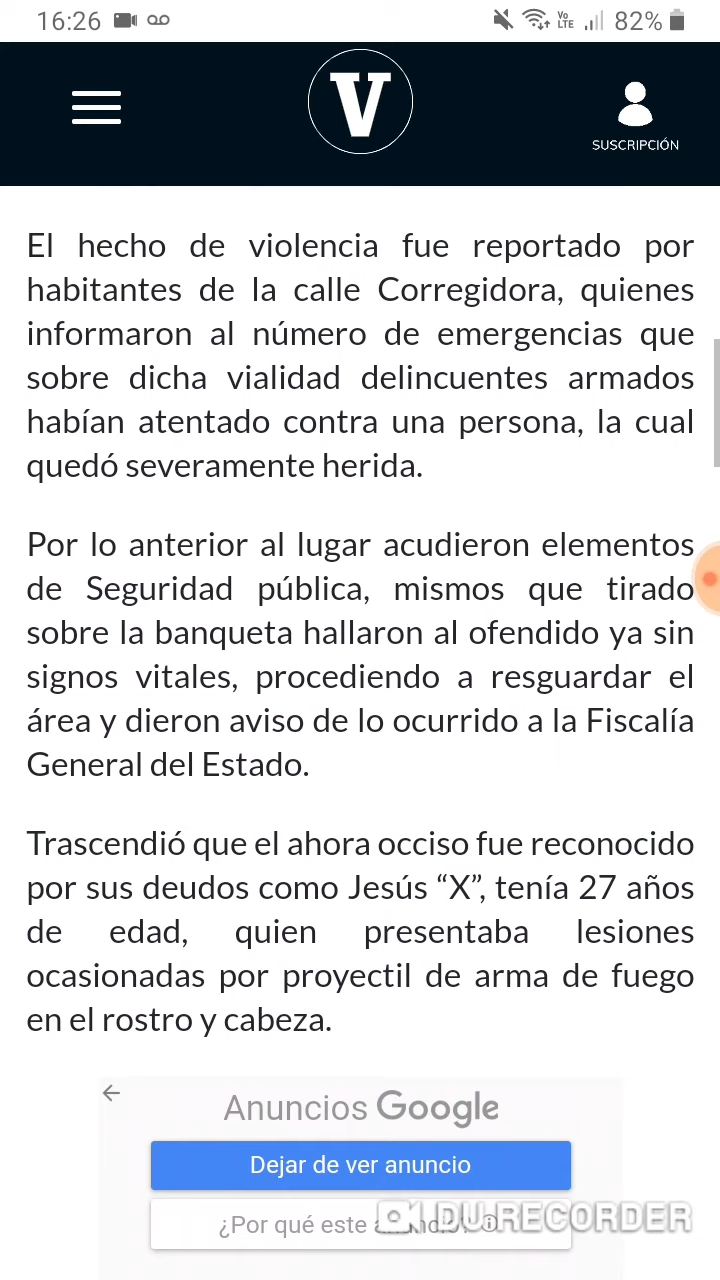 16:26 Vo LTE 82%
V
SUSCRIPCIÓN
El hecho de violencia fue reportado por
habitantes de la calle Corregidora, quienes
informaron al número de emergencias que
sobre dicha vialidad delincuentes armados
habían atentado contra una persona, la cual
quedó severamente herida.
Por lo anterior al lugar acudieron elementos
de Seguridad pública, mismos que tirado
sobre la banqueta hallaron al ofendido ya sin
signos vitales, procediendo a resguardar el
área y dieron aviso de lo ocurrido a la Fiscalía
General del Estado.
Trascendió que el ahora occiso fue reconocido
por sus deudos como Jesús “X”, tenía 27 años
de edad, quien presentaba lesiones
ocasionadas por proyectil de arma de fuego
en el rostro y cabeza.
Anuncios Google
Dejar de ver anuncio
¿Por qué este anuncio?
DU RECORDER